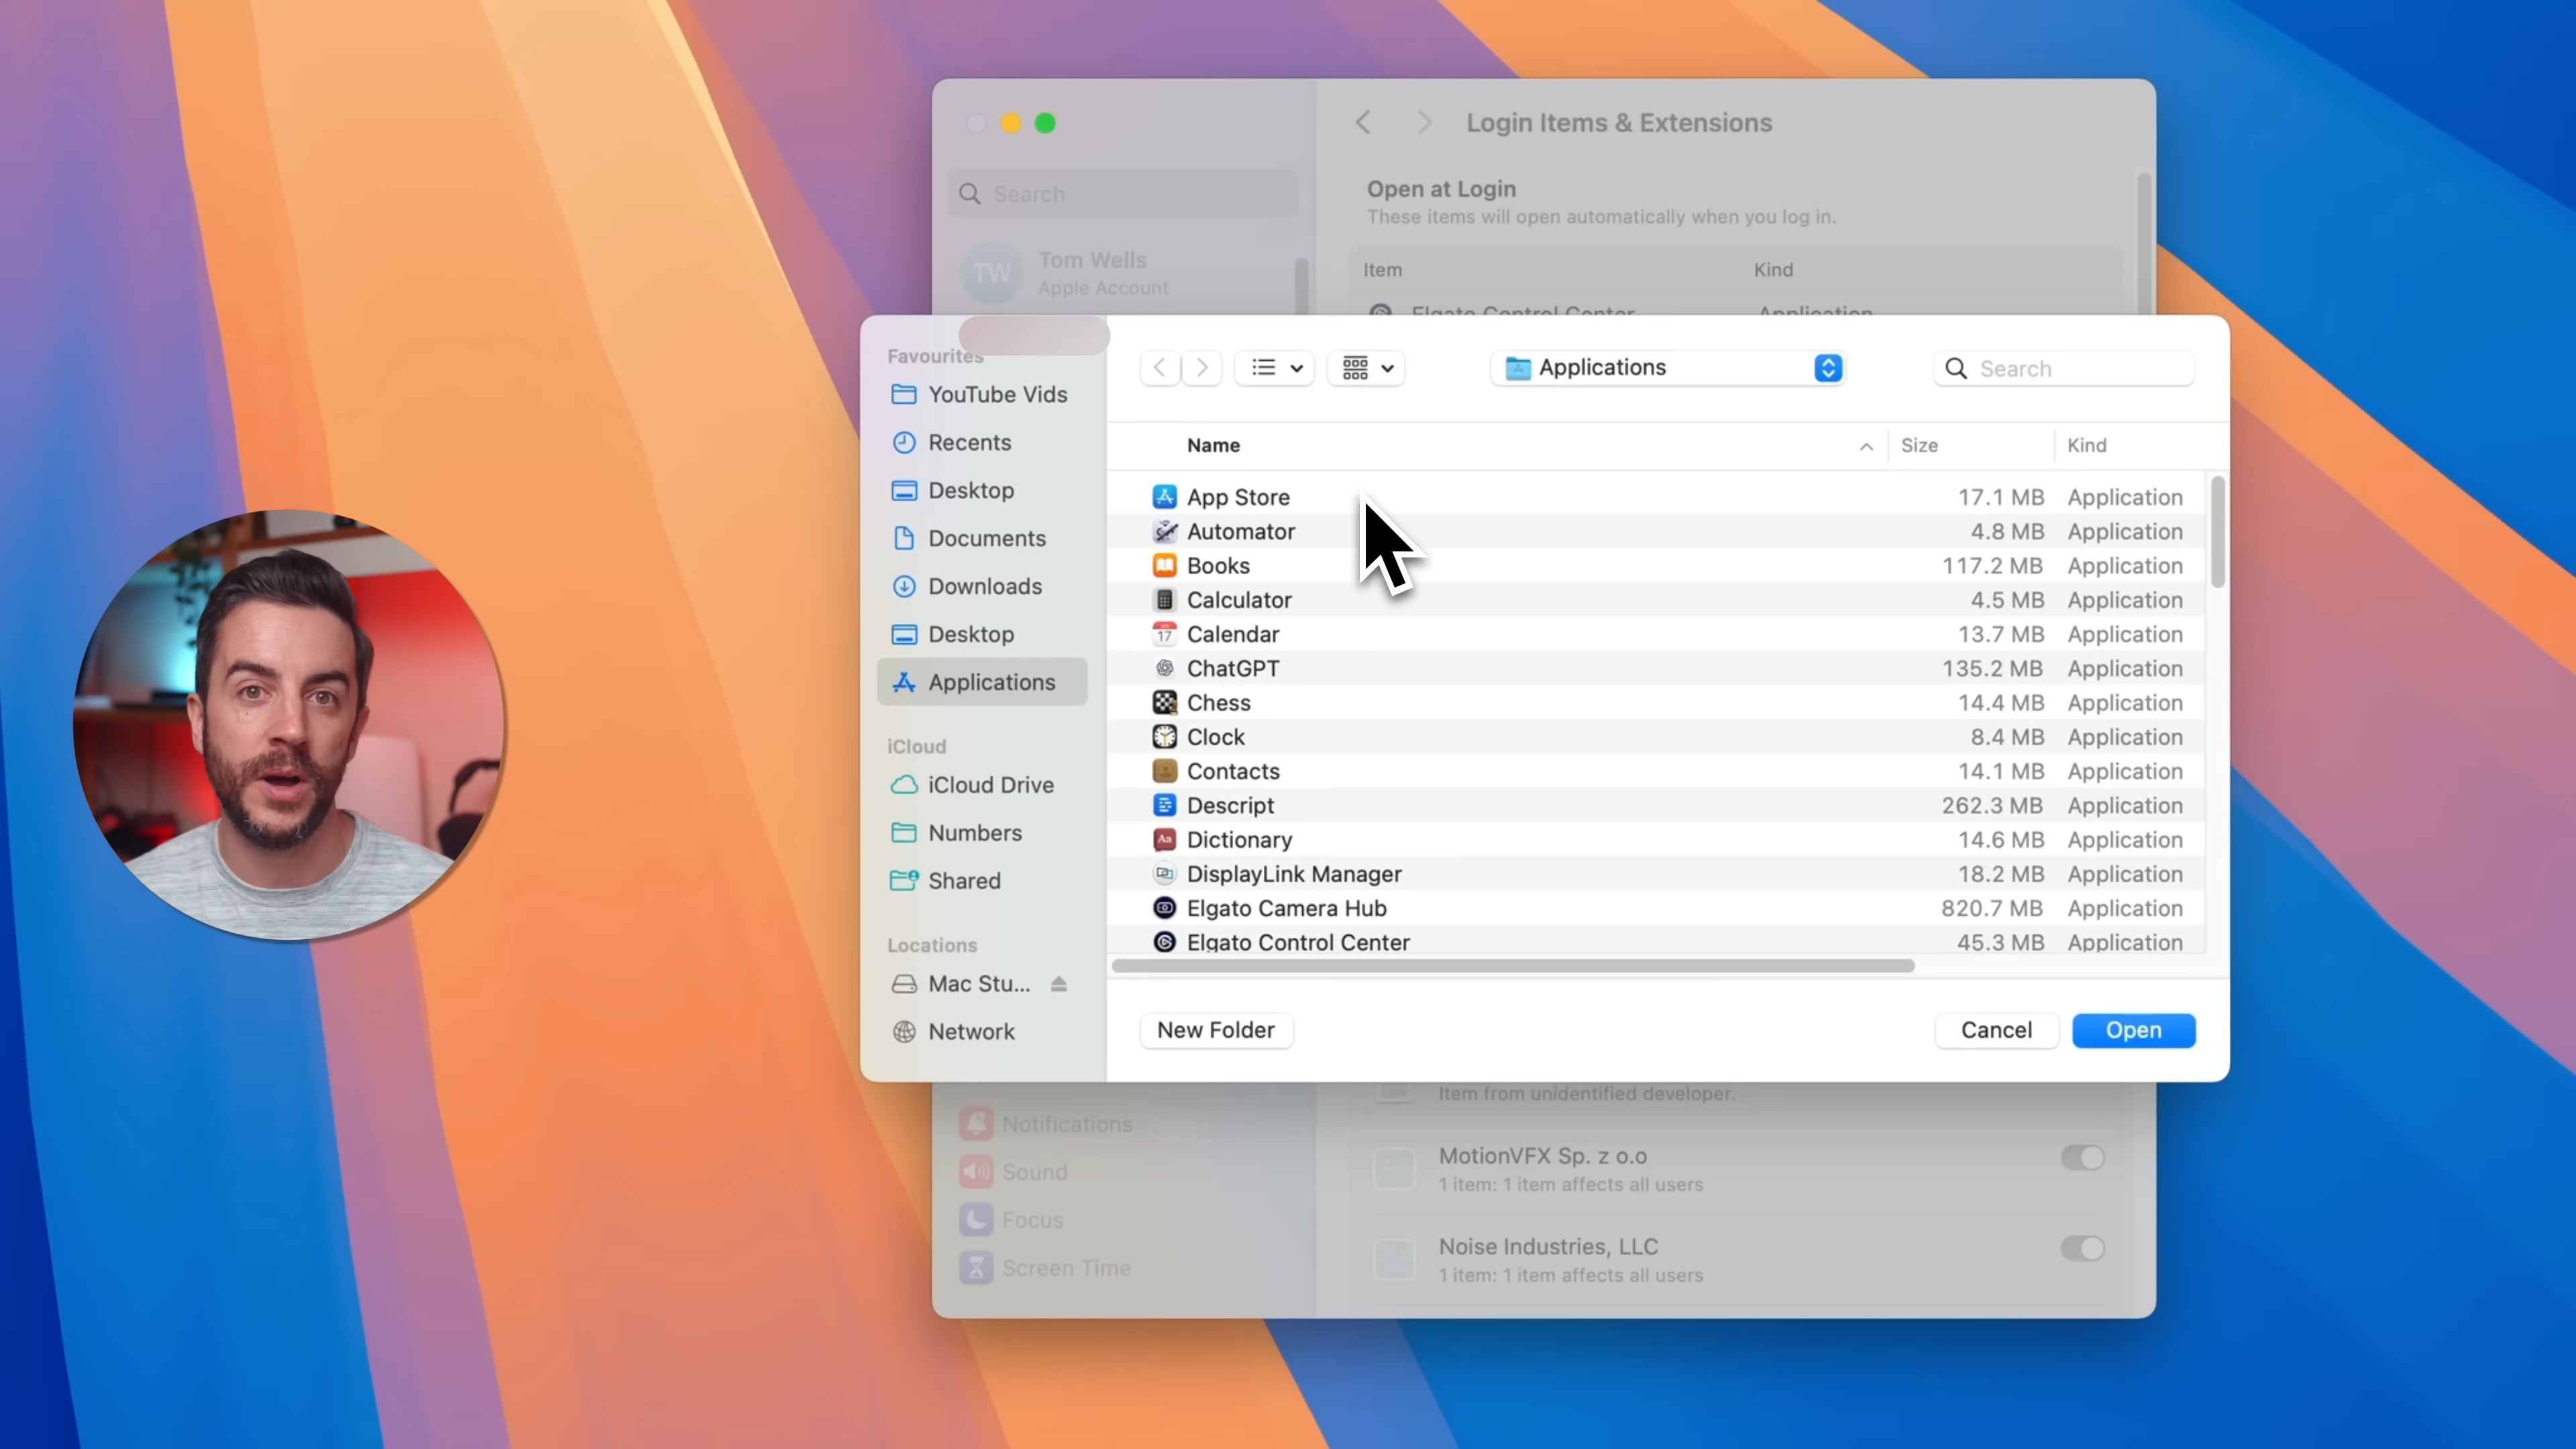 Login Items & Extensions
Search
Open at Login
These items will open automatically when you log in.
TW
Tom Wells
Apple Account
Item Kind
Elgato Control Center Application
Favourites
YouTube Vids
Recents
Desktop
Documents
Downloads
Desktop
Applications
iCloud
iCloud Drive
Numbers
Shared
Locations
Mac Stu...
Network
Applications
Search
Name Size Kind
App Store 17.1 MB Application
Automator 4.8 MB Application
Books 117.2 MB Application
Calculator 4.5 MB Application
17 Calendar 13.7 MB Application
ChatGPT 135.2 MB Application
Chess 14.4 MB Application
Clock 8.4 MB Application
Contacts 14.1 MB Application
Descript 262.3 MB Application
Aa Dictionary 14.6 MB Application
DisplayLink Manager 18.2 MB Application
Elgato Camera Hub 820.7 MB Application
Elgato Control Center 45.3 MB Application
New Folder
Cancel
Open
Item from unidentified developer.
Notifications
Sound
Focus
Screen Time
MotionVFX Sp. z o.o
1 item: 1 item affects all users
Noise Industries, LLC
1 item: 1 item affects all users